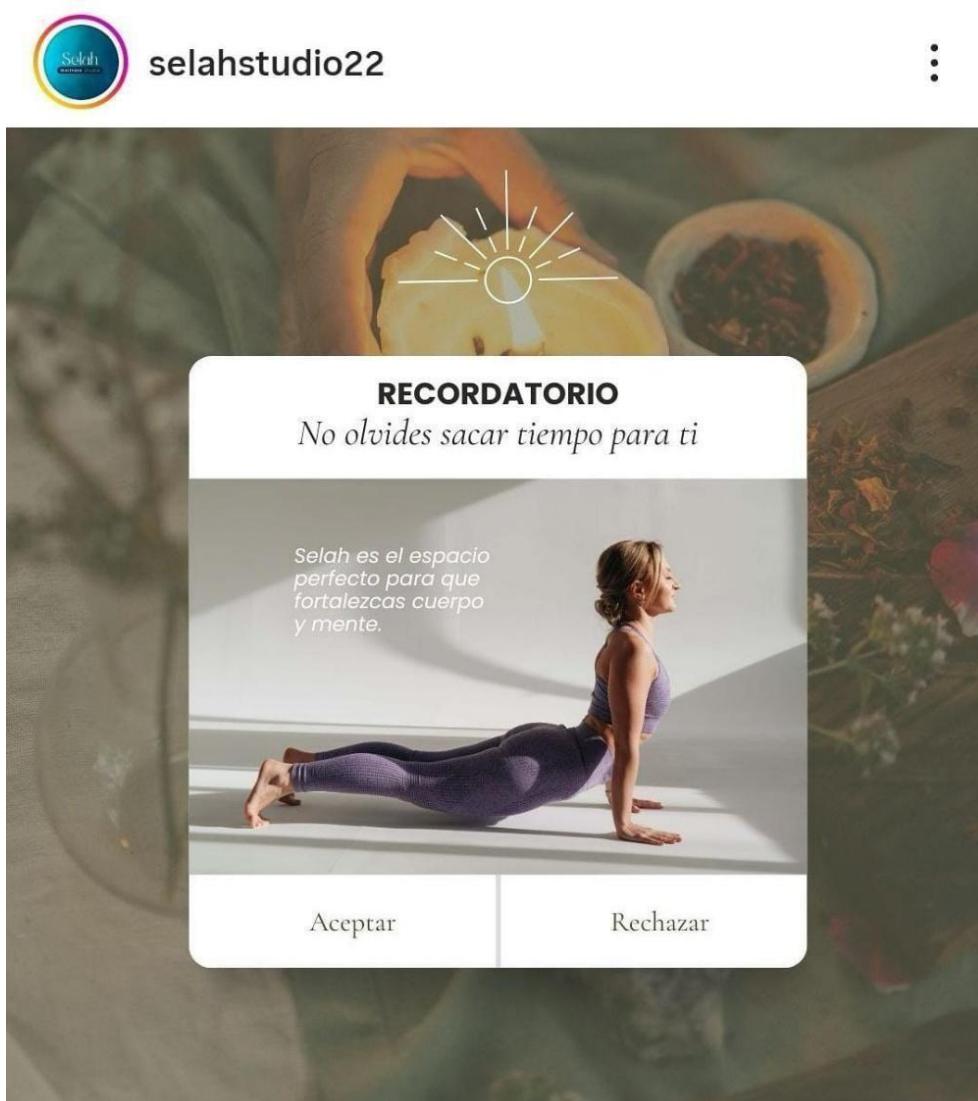 Selah
selahstudio22
RECORDATORIO
No olvides sacar tiempo para ti
Selah es el espacio
perfecto para que
fortalezcas cuerpo
y mente.
Aceptar
Rechazar